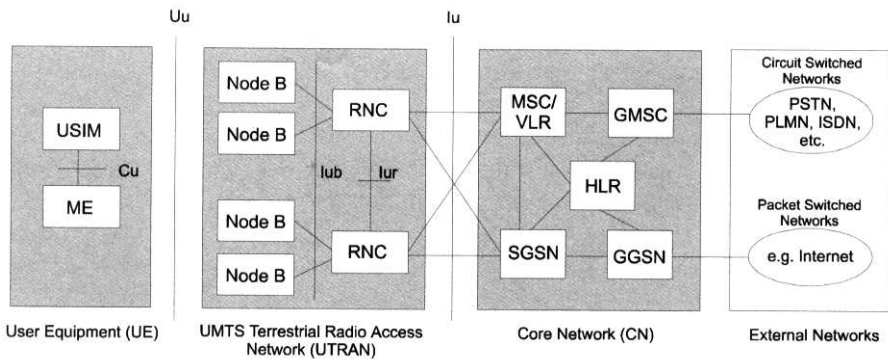 Uu
Iu
USIM
Cu
ME
User Equipment (UE)
Node B
Node B
RNC
Iub
Iur
Node B
Node B
RNC
UMTS Terrestrial Radio Access
Network (UTRAN)
MSC/
VLR
GMSC
HLR
SGSN
GGSN
Core Network (CN)
Circuit Switched
Networks
PSTN,
PLMN, ISDN,
etc.
Packet Switched
Networks
e.g. Internet
External Networks